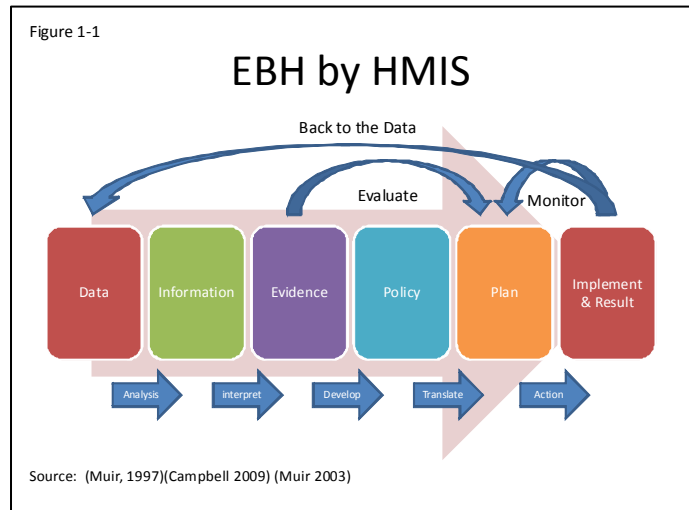 Figure 1-1
EBH by HMIS
Back to the Data
Evaluate
Monitor
Data
Information
Evidence
Policy
Plan
Implement
& Result
Analysis
interpret
Develop
Translate
Action
Source:  (Muir, 1997)(Campbell 2009) (Muir 2003)